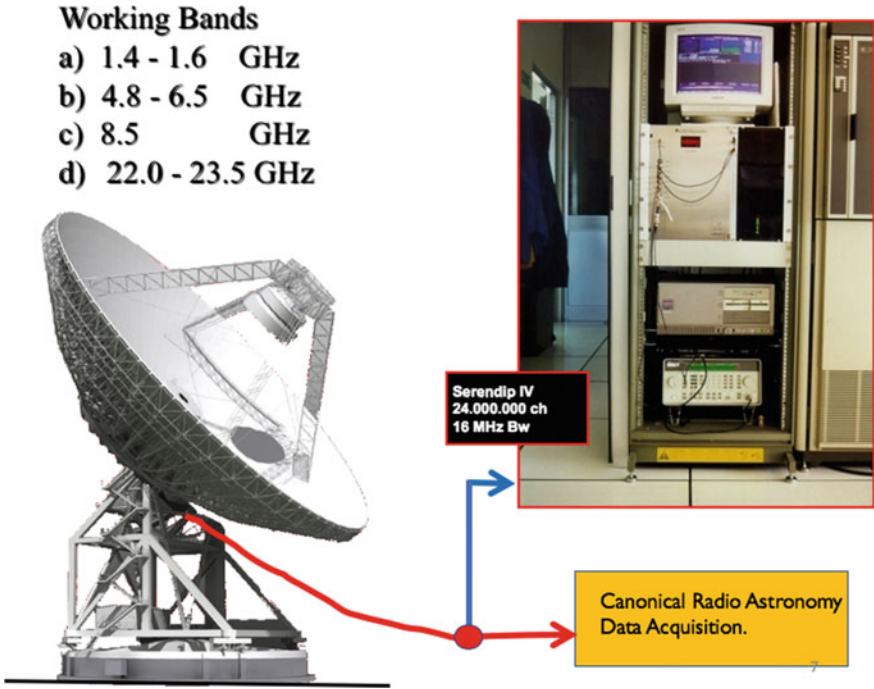 Working Bands
a) 1.4 - 1.6 GHz
b) 4.8 - 6.5 GHz
c) 8.5 GHz
d) 22.0 - 23.5 GHz
Serendip IV
24.000.000 ch
16 MHz Bw
Canonical Radio Astronomy
Data Acquisition.
7